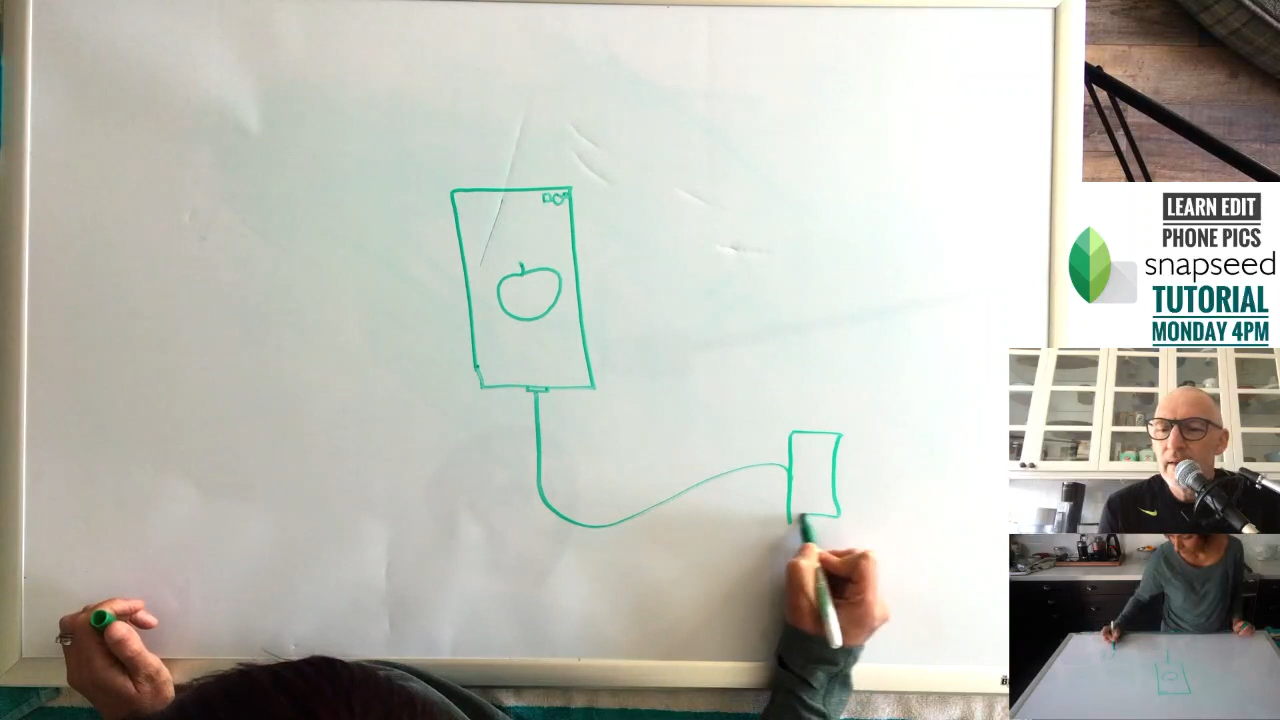 LEARN EDIT
PHONE PICS
snapseed
TUTORIAL
MONDAY 4PM